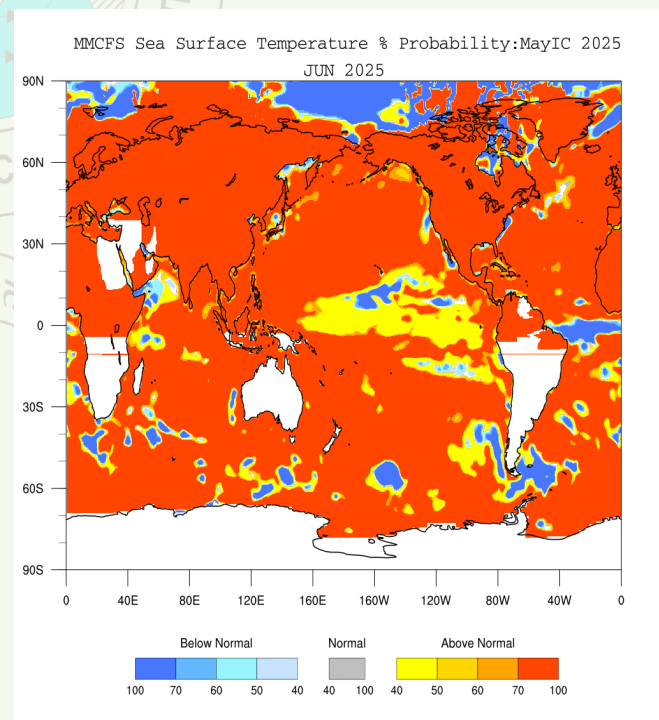 MMCFS Sea Surface Temperature % Probability:MayIC 2025
JUN 2025
90N
60N
30N
0
30S
60S
90S
0 40E 80E 120E 160E 160W 120W 80W 40W 0
Below Normal Normal Above Normal
100 70 60 50 40 40 100 40 50 60 70 100